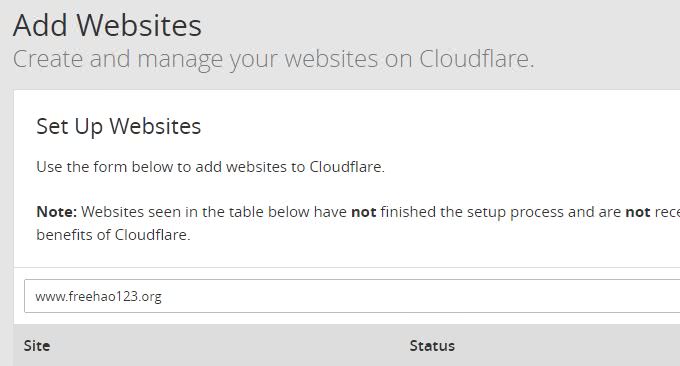 Add Websites
Create and manage your websites on Cloudflare.
Set Up Websites
Use the form below to add websites to Cloudflare.
Note: Websites seen in the table below have not finished the setup process and are not
benefits of Cloudflare.
www.freehao123.org
Site Status